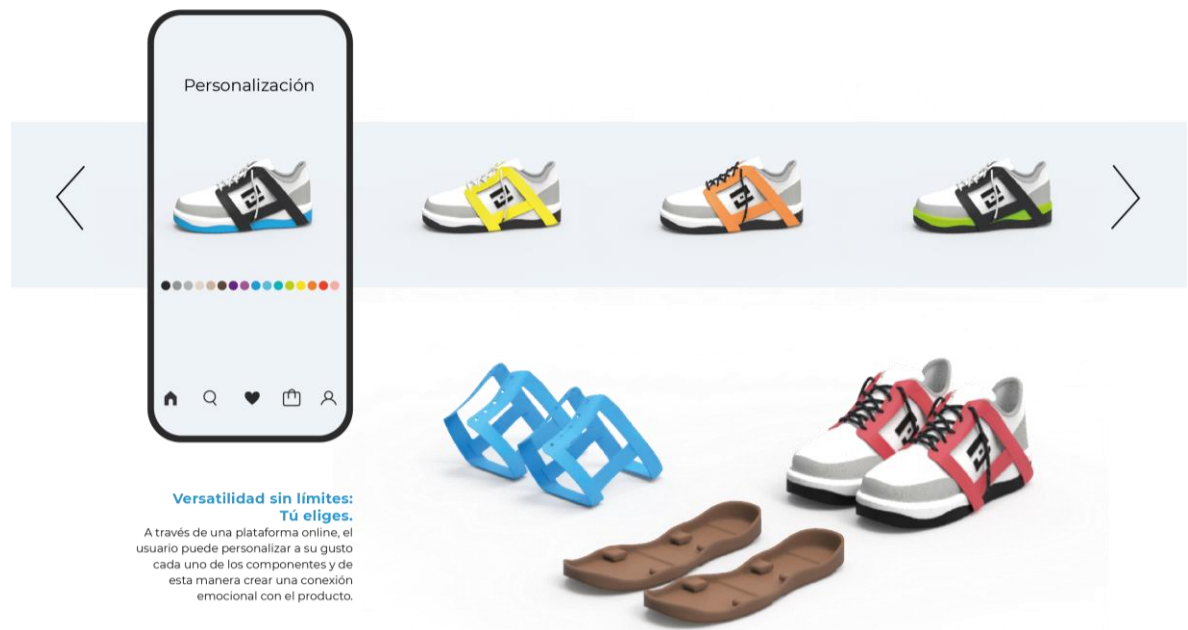 Personalización
Versatilidad sin límites:
Tú eliges.
A través de una plataforma online, el
usuario puede personalizar a su gusto
cada uno de los componentes y de
esta manera crear una conexión
emocional con el producto.